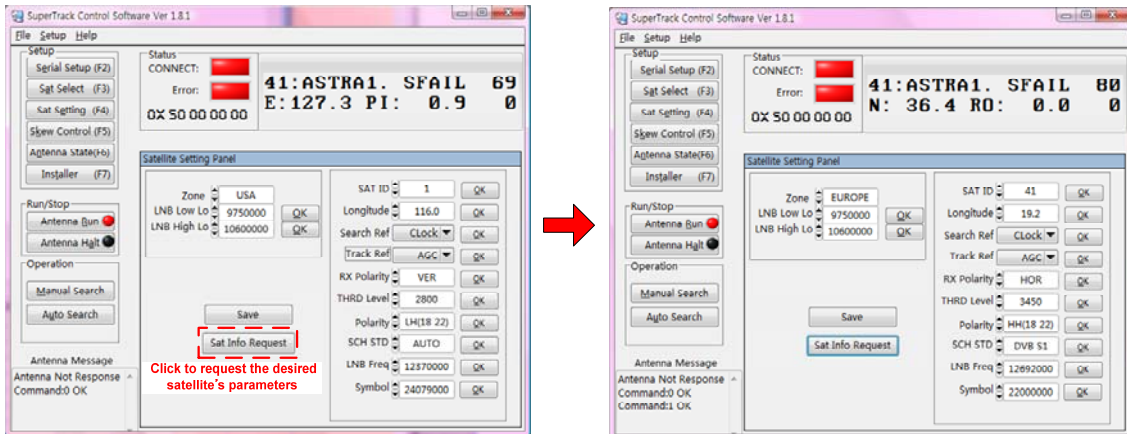 SuperTrack Control Software Ver 1.8.1
File Setup Help
Setup
Serial Setup (F2)
Sat Select (F3)
Sat Setting (F4)
Skew Control (F5)
Antenna State(F6)
Installer (F7)
Run/Stop
Antenna Run
Antenna Halt
Operation
Manual Search
Auto Search
Antenna Message
Antenna Not Response
Command:0 OK
Status
CONNECT:
Error:
0X 50 00 00 00
41:ASTRA1. SFAIL 69
E:127.3 PI: 0.9 0
Satellite Setting Panel
Zone USA
LNB Low Lo 9750000 OK
LNB High Lo 10600000 OK
Save
Sat Info Request
Click to request the desired
satellite's parameters
SAT ID 1 OK
Longitude 116.0 OK
Search Ref CLock OK
Track Ref AGC OK
RX Polarity VER OK
THRD Level 2800 OK
Polarity LH(18 22) OK
SCH STD AUTO OK
LNB Freq 12370000 OK
Symbol 24079000 OK
SuperTrack Control Software Ver 1.8.1
File Setup Help
Setup
Serial Setup (F2)
Sat Select (F3)
Sat Setting (F4)
Skew Control (F5)
Antenna State(F6)
Installer (F7)
Run/Stop
Antenna Run
Antenna Halt
Operation
Manual Search
Auto Search
Antenna Message
Antenna Not Response
Command:0 OK
Command:1 OK
Status
CONNECT:
Error:
0X 50 00 00 00
41:ASTRA1. SFAIL 80
N: 36.4 RO: 0.0 0
Satellite Setting Panel
Zone EUROPE
LNB Low Lo 9750000 OK
LNB High Lo 10600000 OK
Save
Sat Info Request
SAT ID 41 OK
Longitude 19.2 OK
Search Ref CLock OK
Track Ref AGC OK
RX Polarity HOR OK
THRD Level 3450 OK
Polarity HH(18 22) OK
SCH STD DVB S1 OK
LNB Freq 12692000 OK
Symbol 22000000 OK